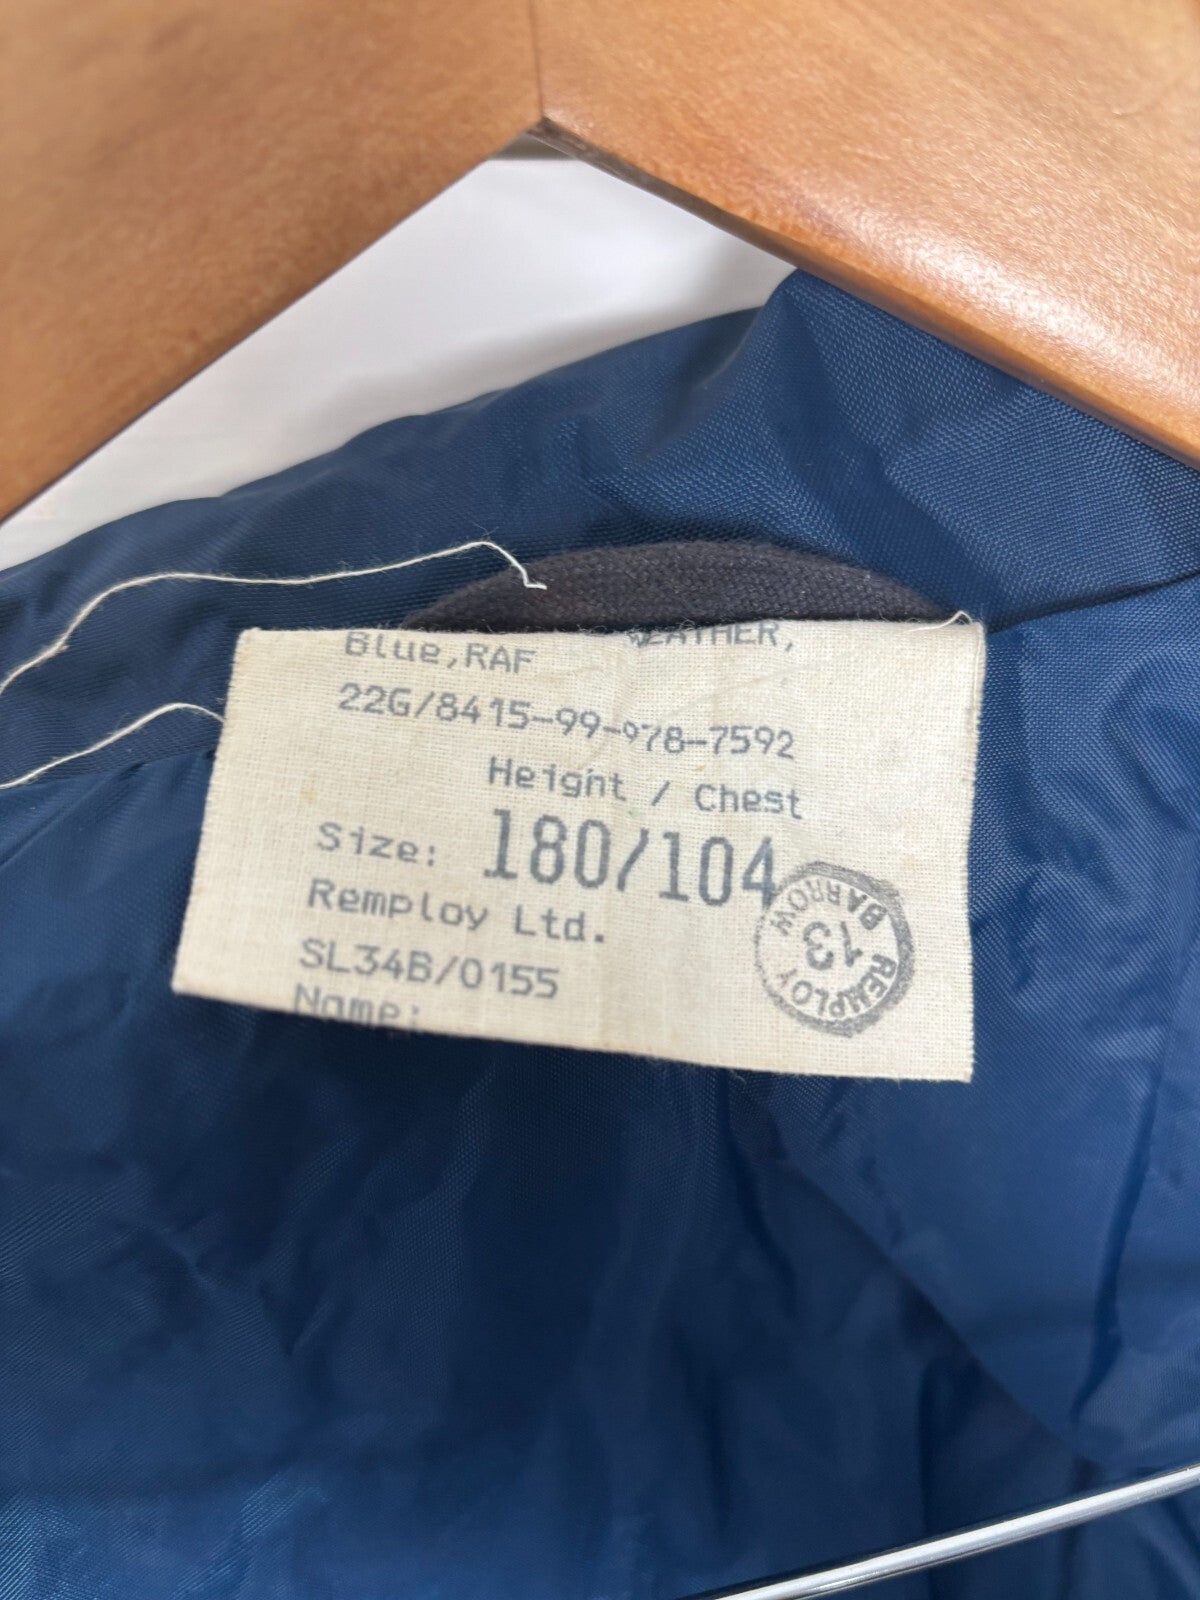 WEATHER,
Blue,RAF
22G/8415-99-978-7592
Height / Chest
Size: 180/104
Remploy Ltd.
SL34B/0155
Name:
REMPLOY
13
BARROW